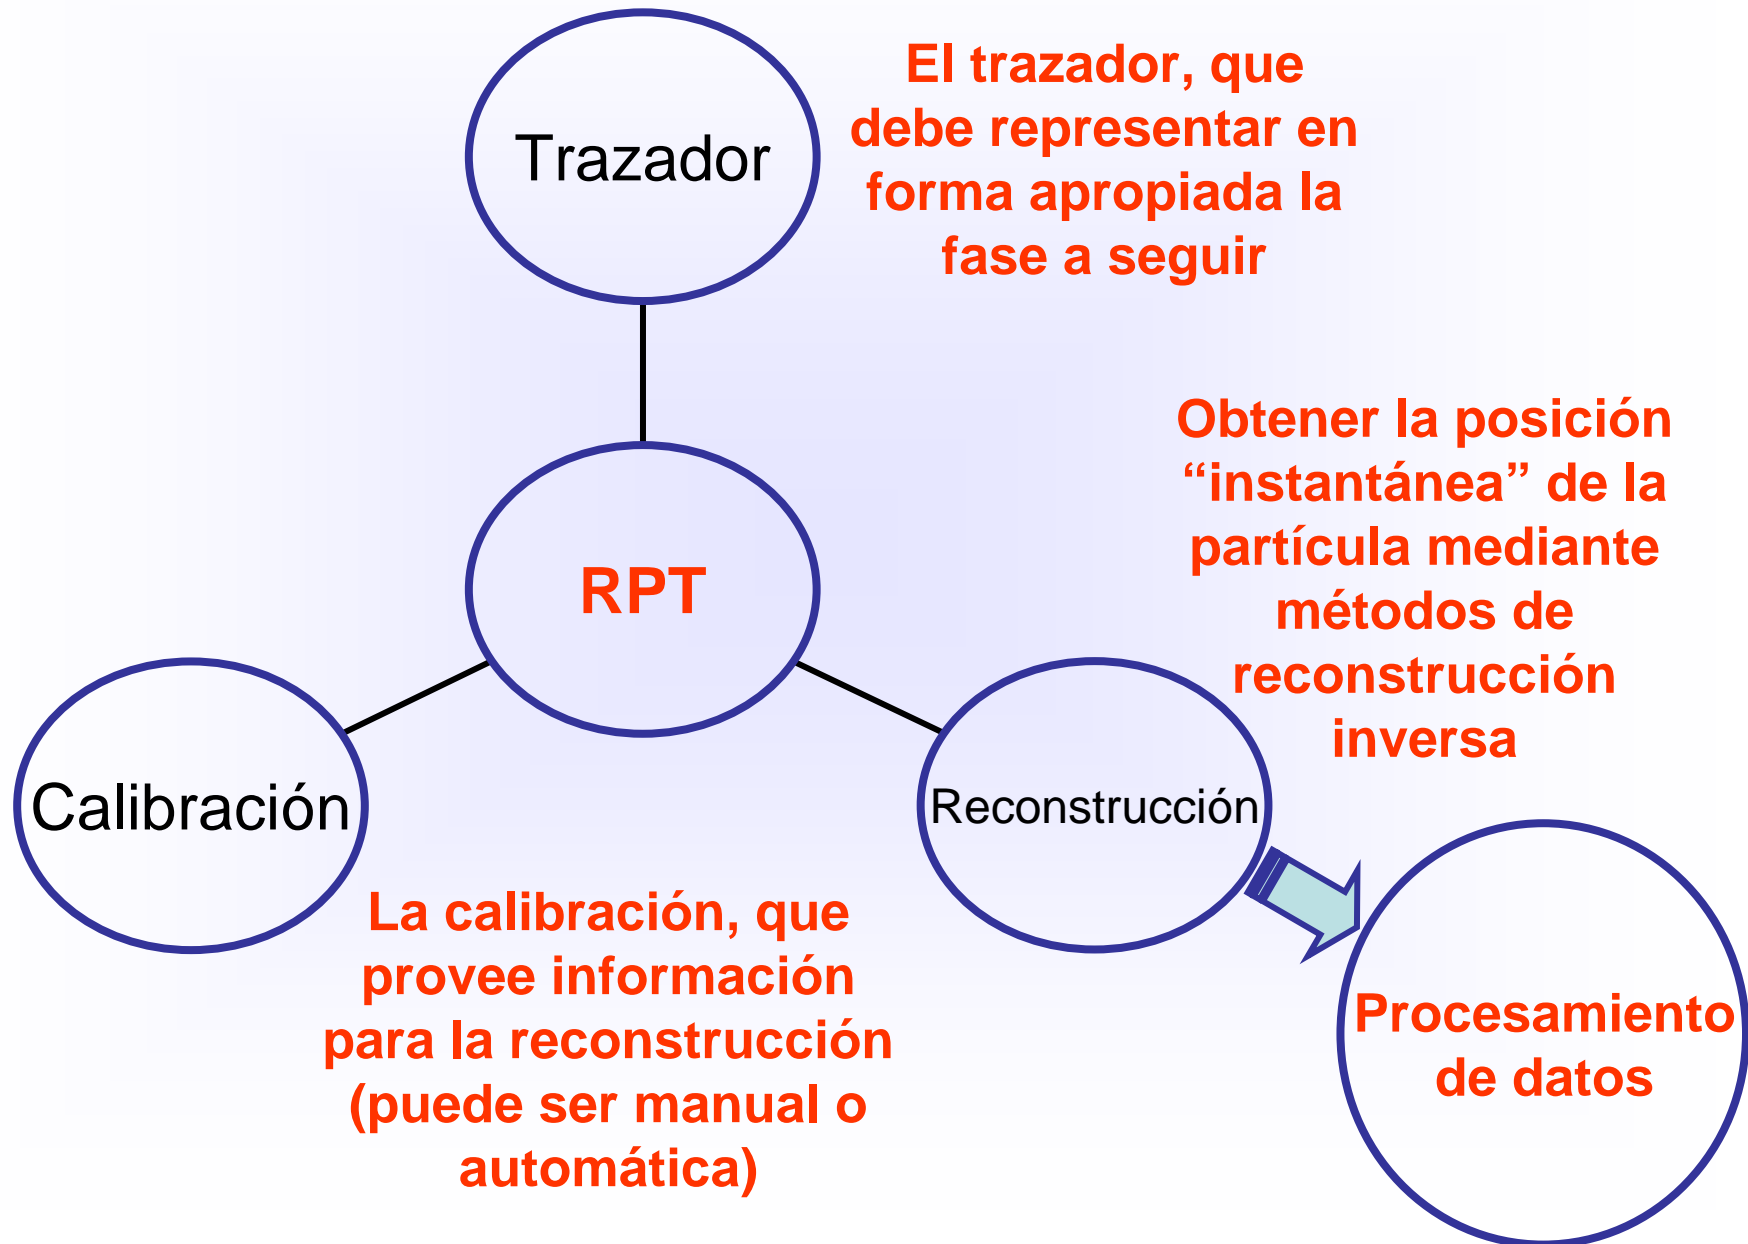 Trazador
El trazador, que
debe representar en
forma apropiada la
fase a seguir
RPT
Obtener la posición
“instantánea” de la
partícula mediante
métodos de
reconstrucción
inversa
Calibración
La calibración, que
provee información
para la reconstrucción
(puede ser manual o
automática)
Reconstrucción
Procesamiento
de datos